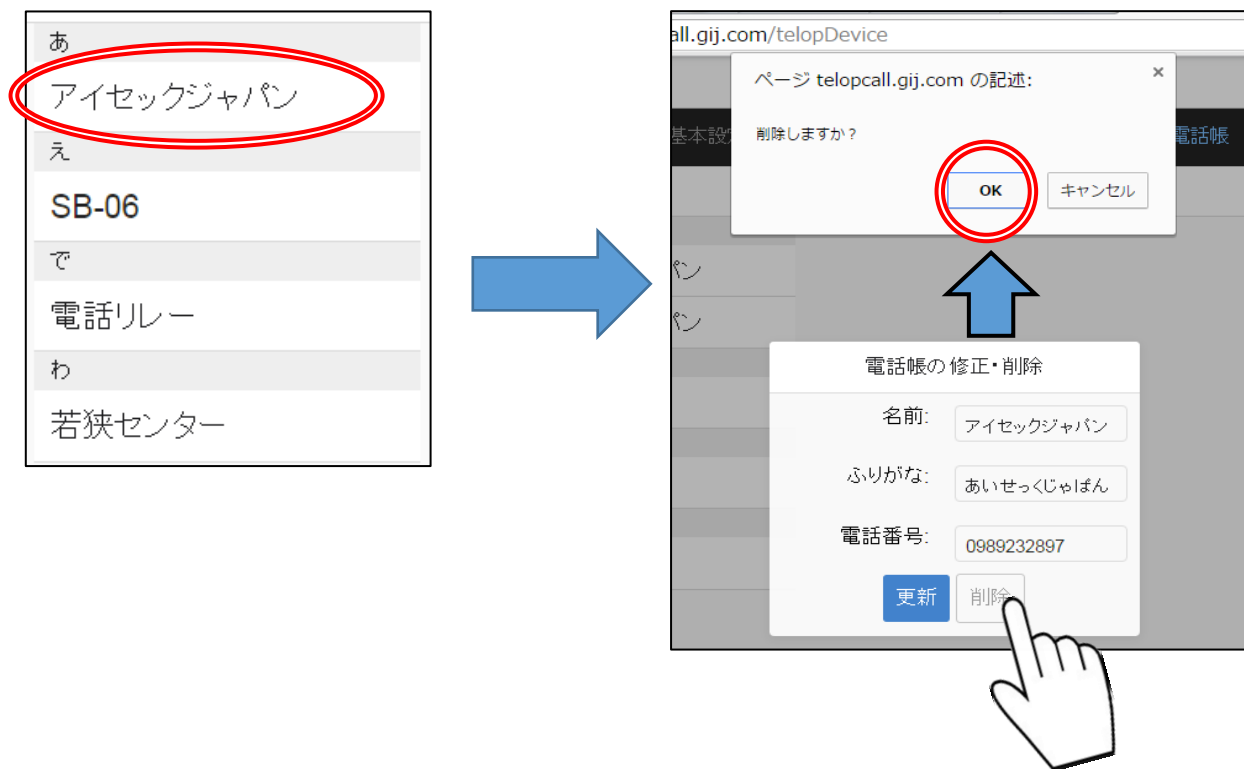 あ
アイセックジャパン
え
SB-06
で
電話リレー
わ
若狭センター
all.gij.com/telopDevice
ページ telopcall.gij.com の記述:
×
削除しますか?
OK キャンセル
基本設
電話帳
パン
パン
電話帳の修正・削除
名前: アイセックジャパン
ふりがな: あいせっくじゃぱん
電話番号: 0989232897
更新 削除